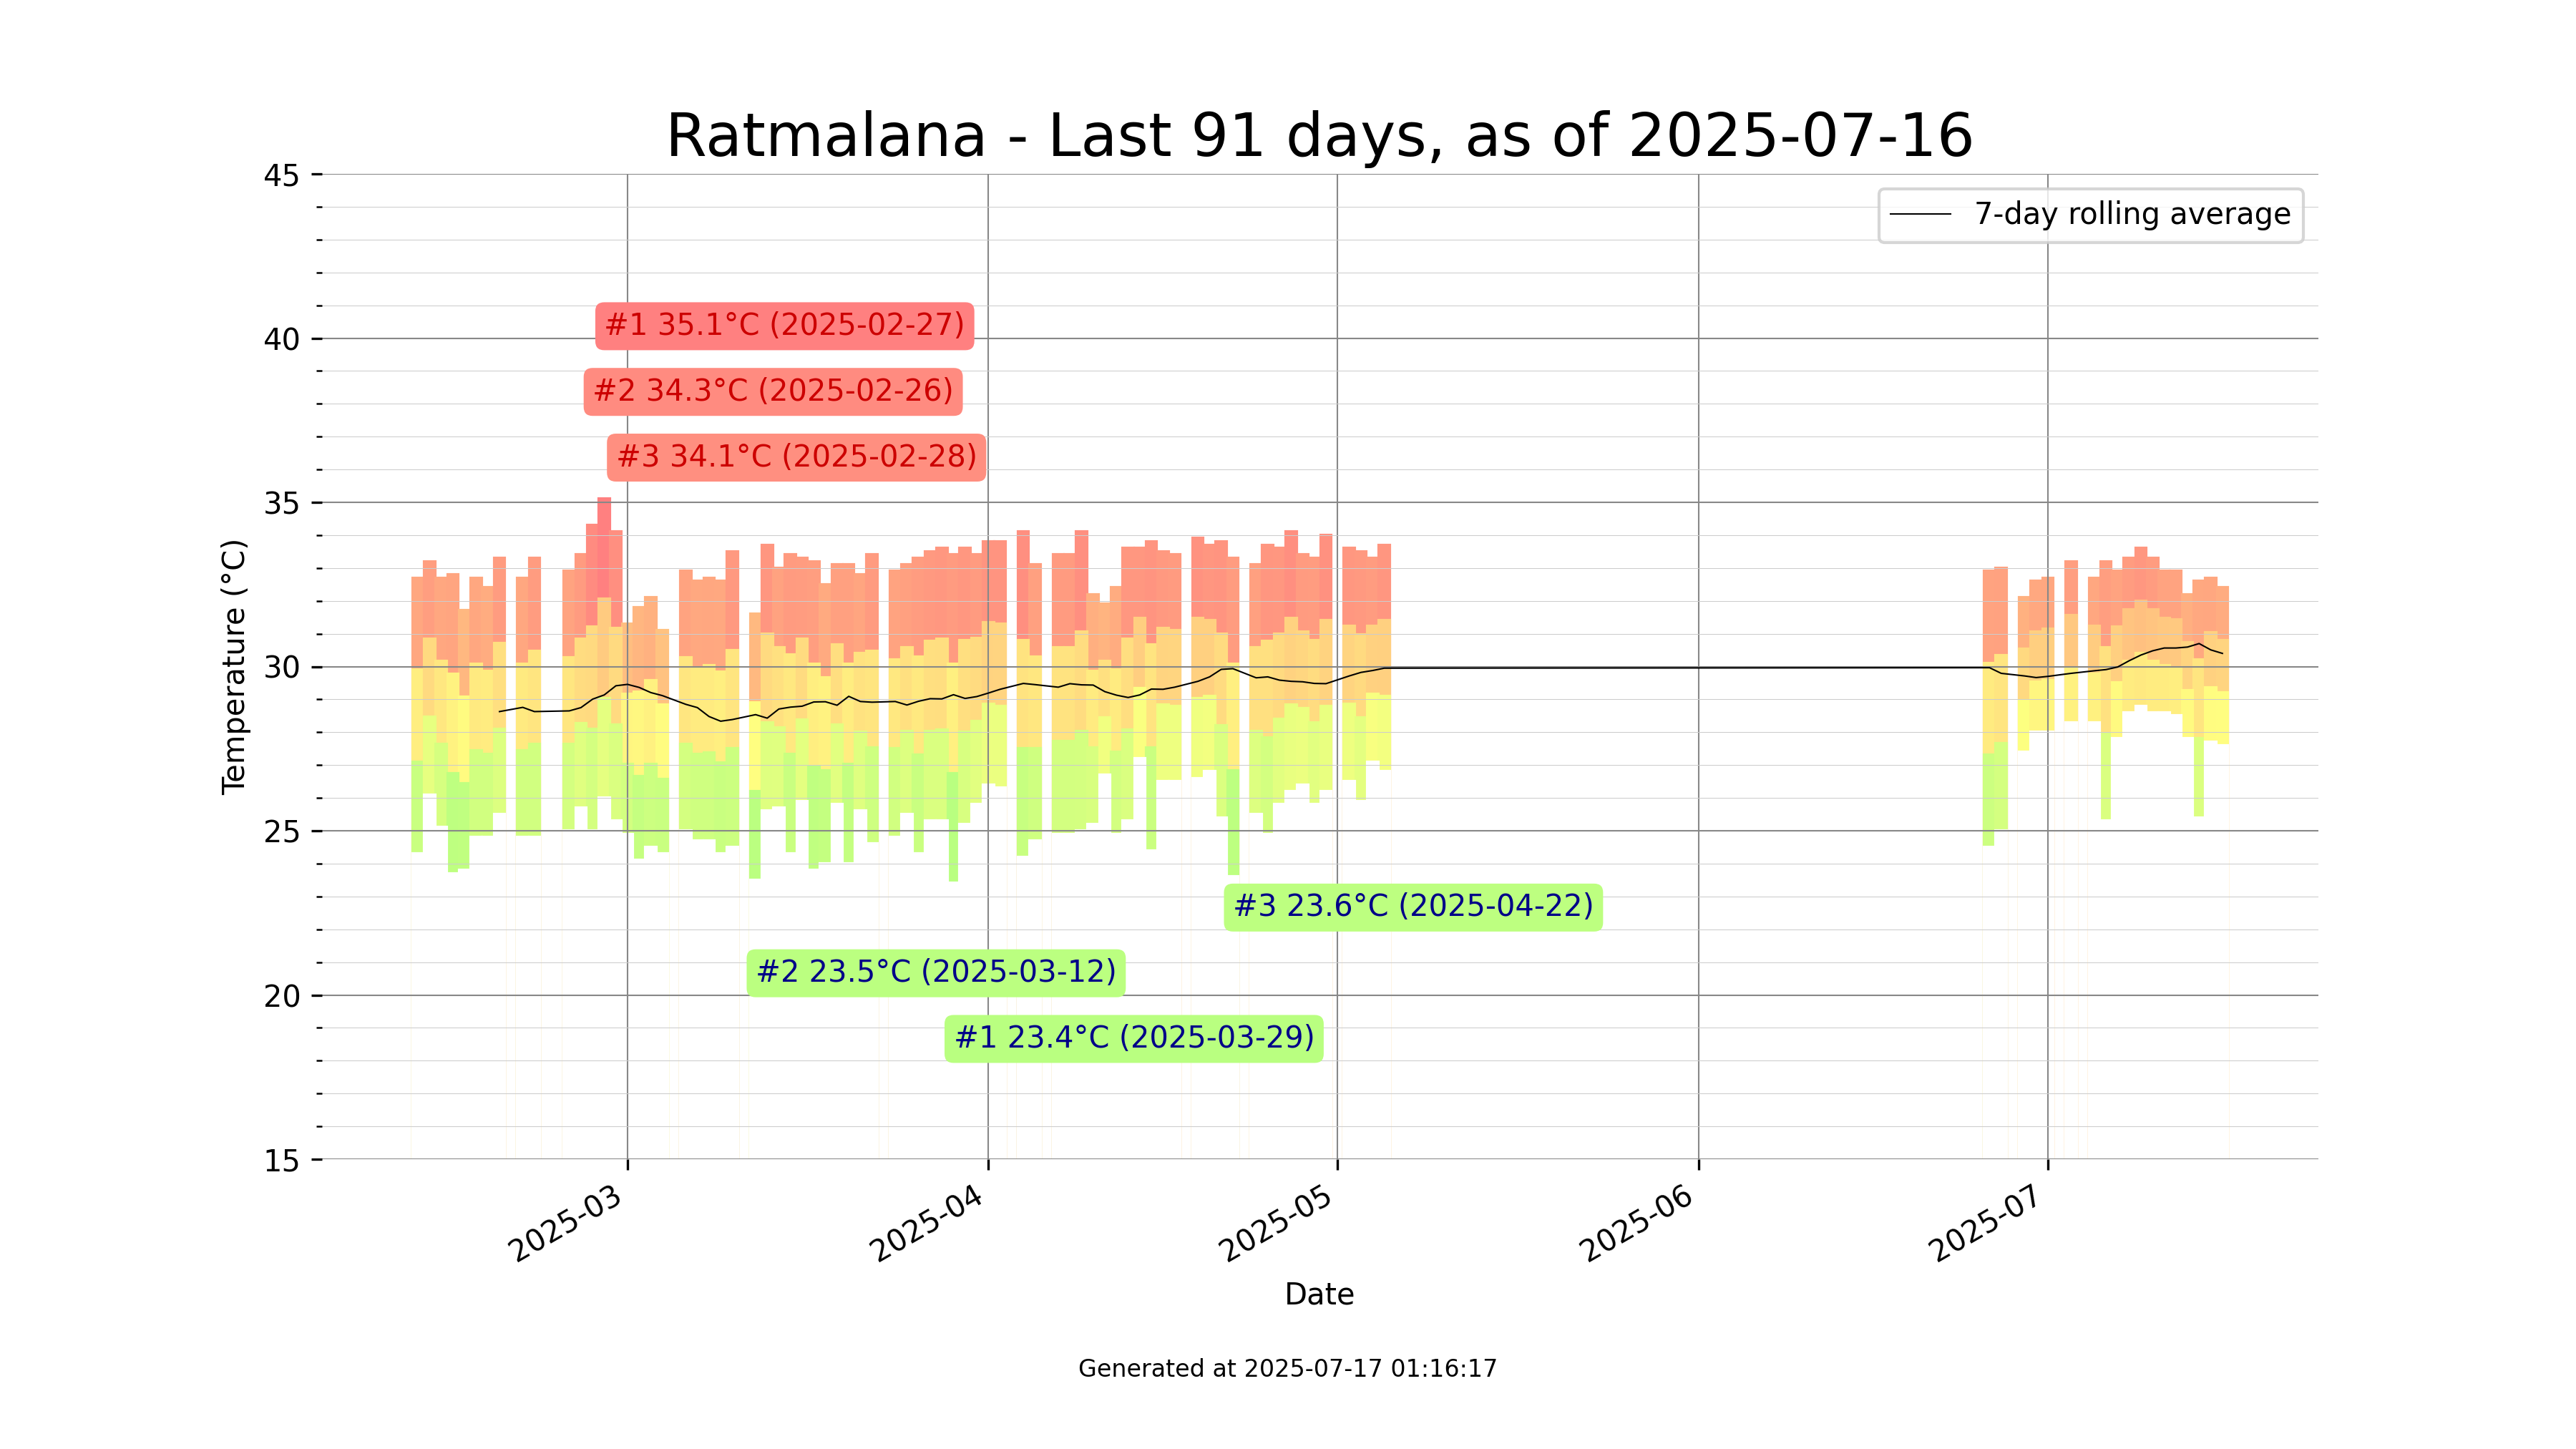 Ratmalana - Last 91 days, as of 2025-07-16
7-day rolling average
45
40
35
30
25
20
15
Temperature (°C)
#1 35.1°C (2025-02-27)
#2 34.3°C (2025-02-26)
#3 34.1°C (2025-02-28)
#3 23.6°C (2025-04-22)
#2 23.5°C (2025-03-12)
#1 23.4°C (2025-03-29)
2025-03
2025-04
2025-05
2025-06
2025-07
Date
Generated at 2025-07-17 01:16:17